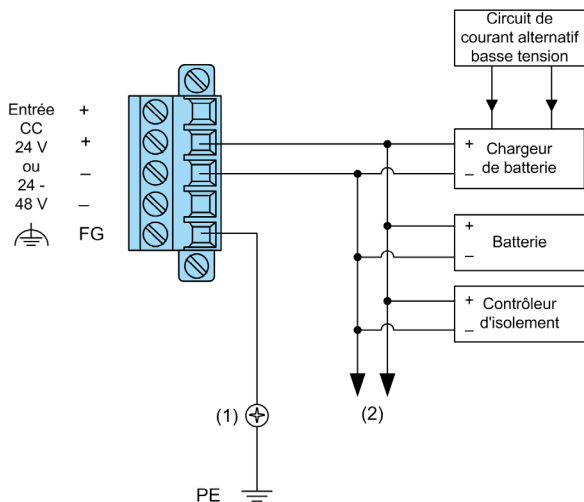 Circuit de
courant alternatif
basse tension
Entrée
CC
24 V
ou
24 -
48 V
+
+
–
–
FG
+
–
Chargeur
de batterie
+
–
Batterie
+
–
Contrôleur
d'isolement
(1)
(2)
PE